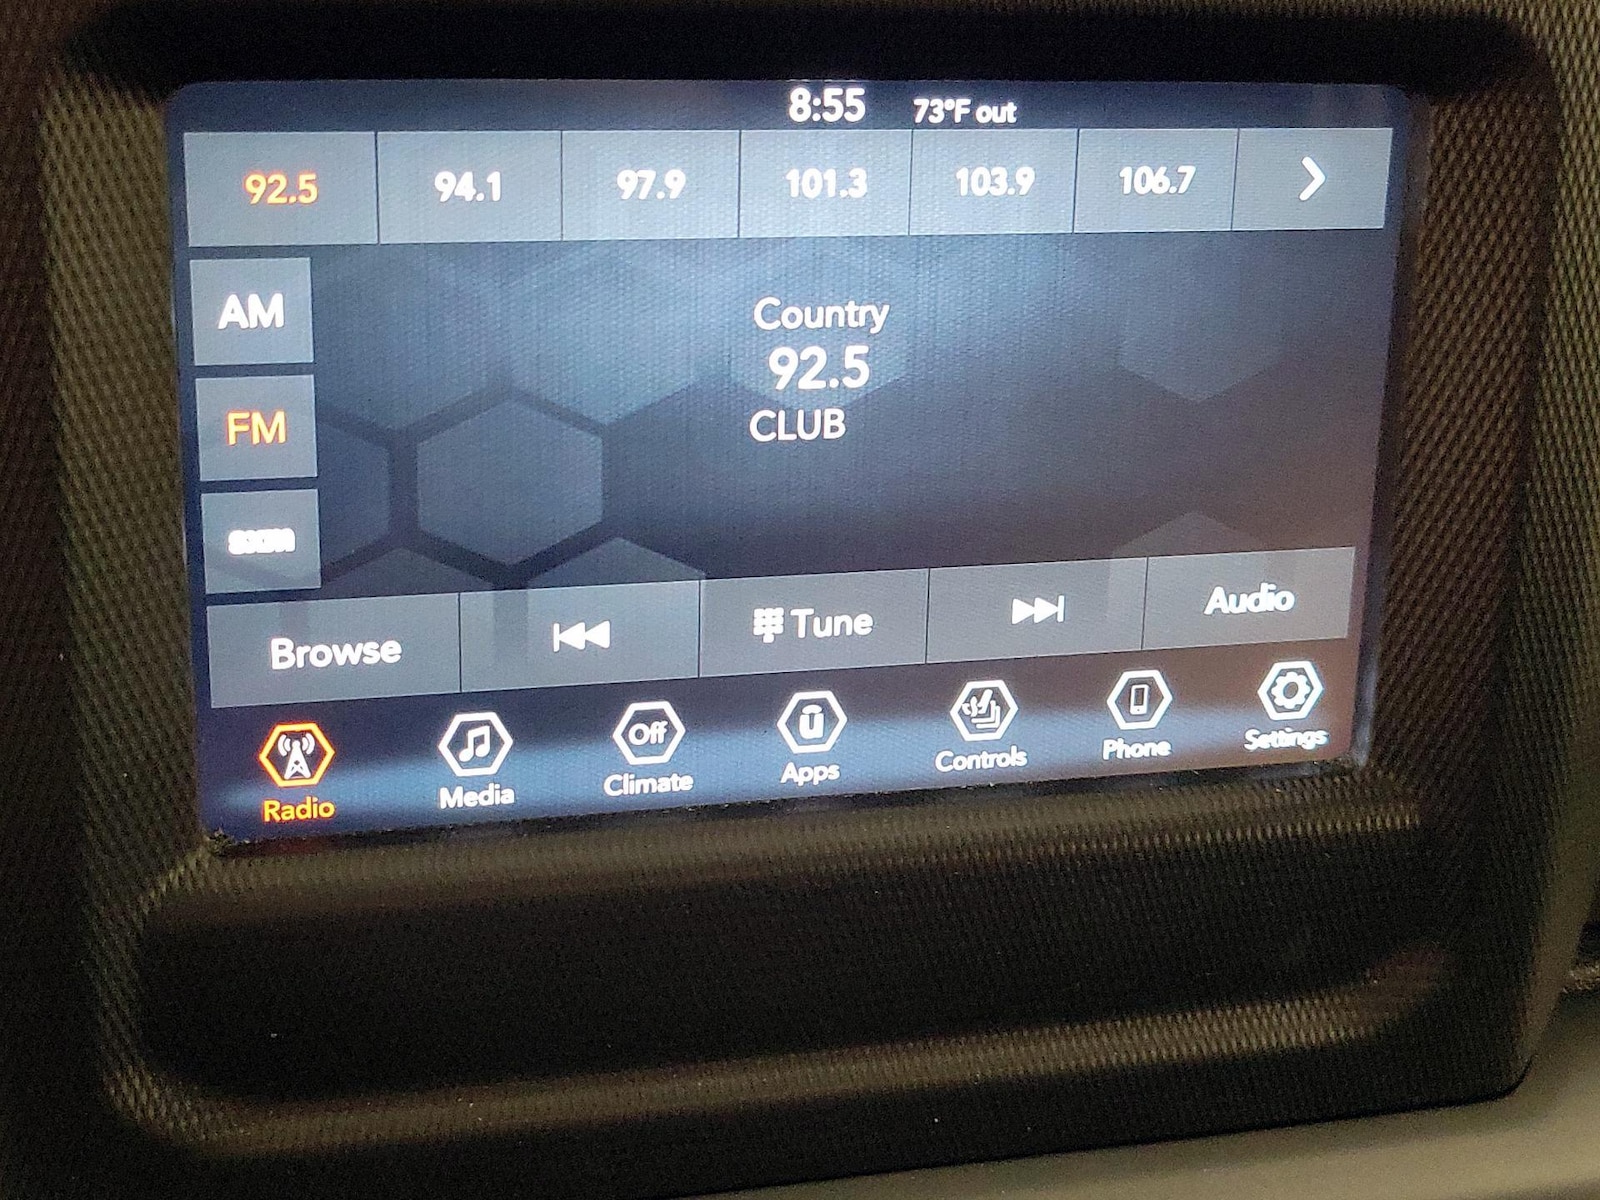 8:55 73°F out
92.5 94.1 97.9 101.3 103.9 106.7
AM
Country
92.5
FM
CLUB
Browse Tune Audio
Off
Radio Media Climate Apps Controls Phone Settings